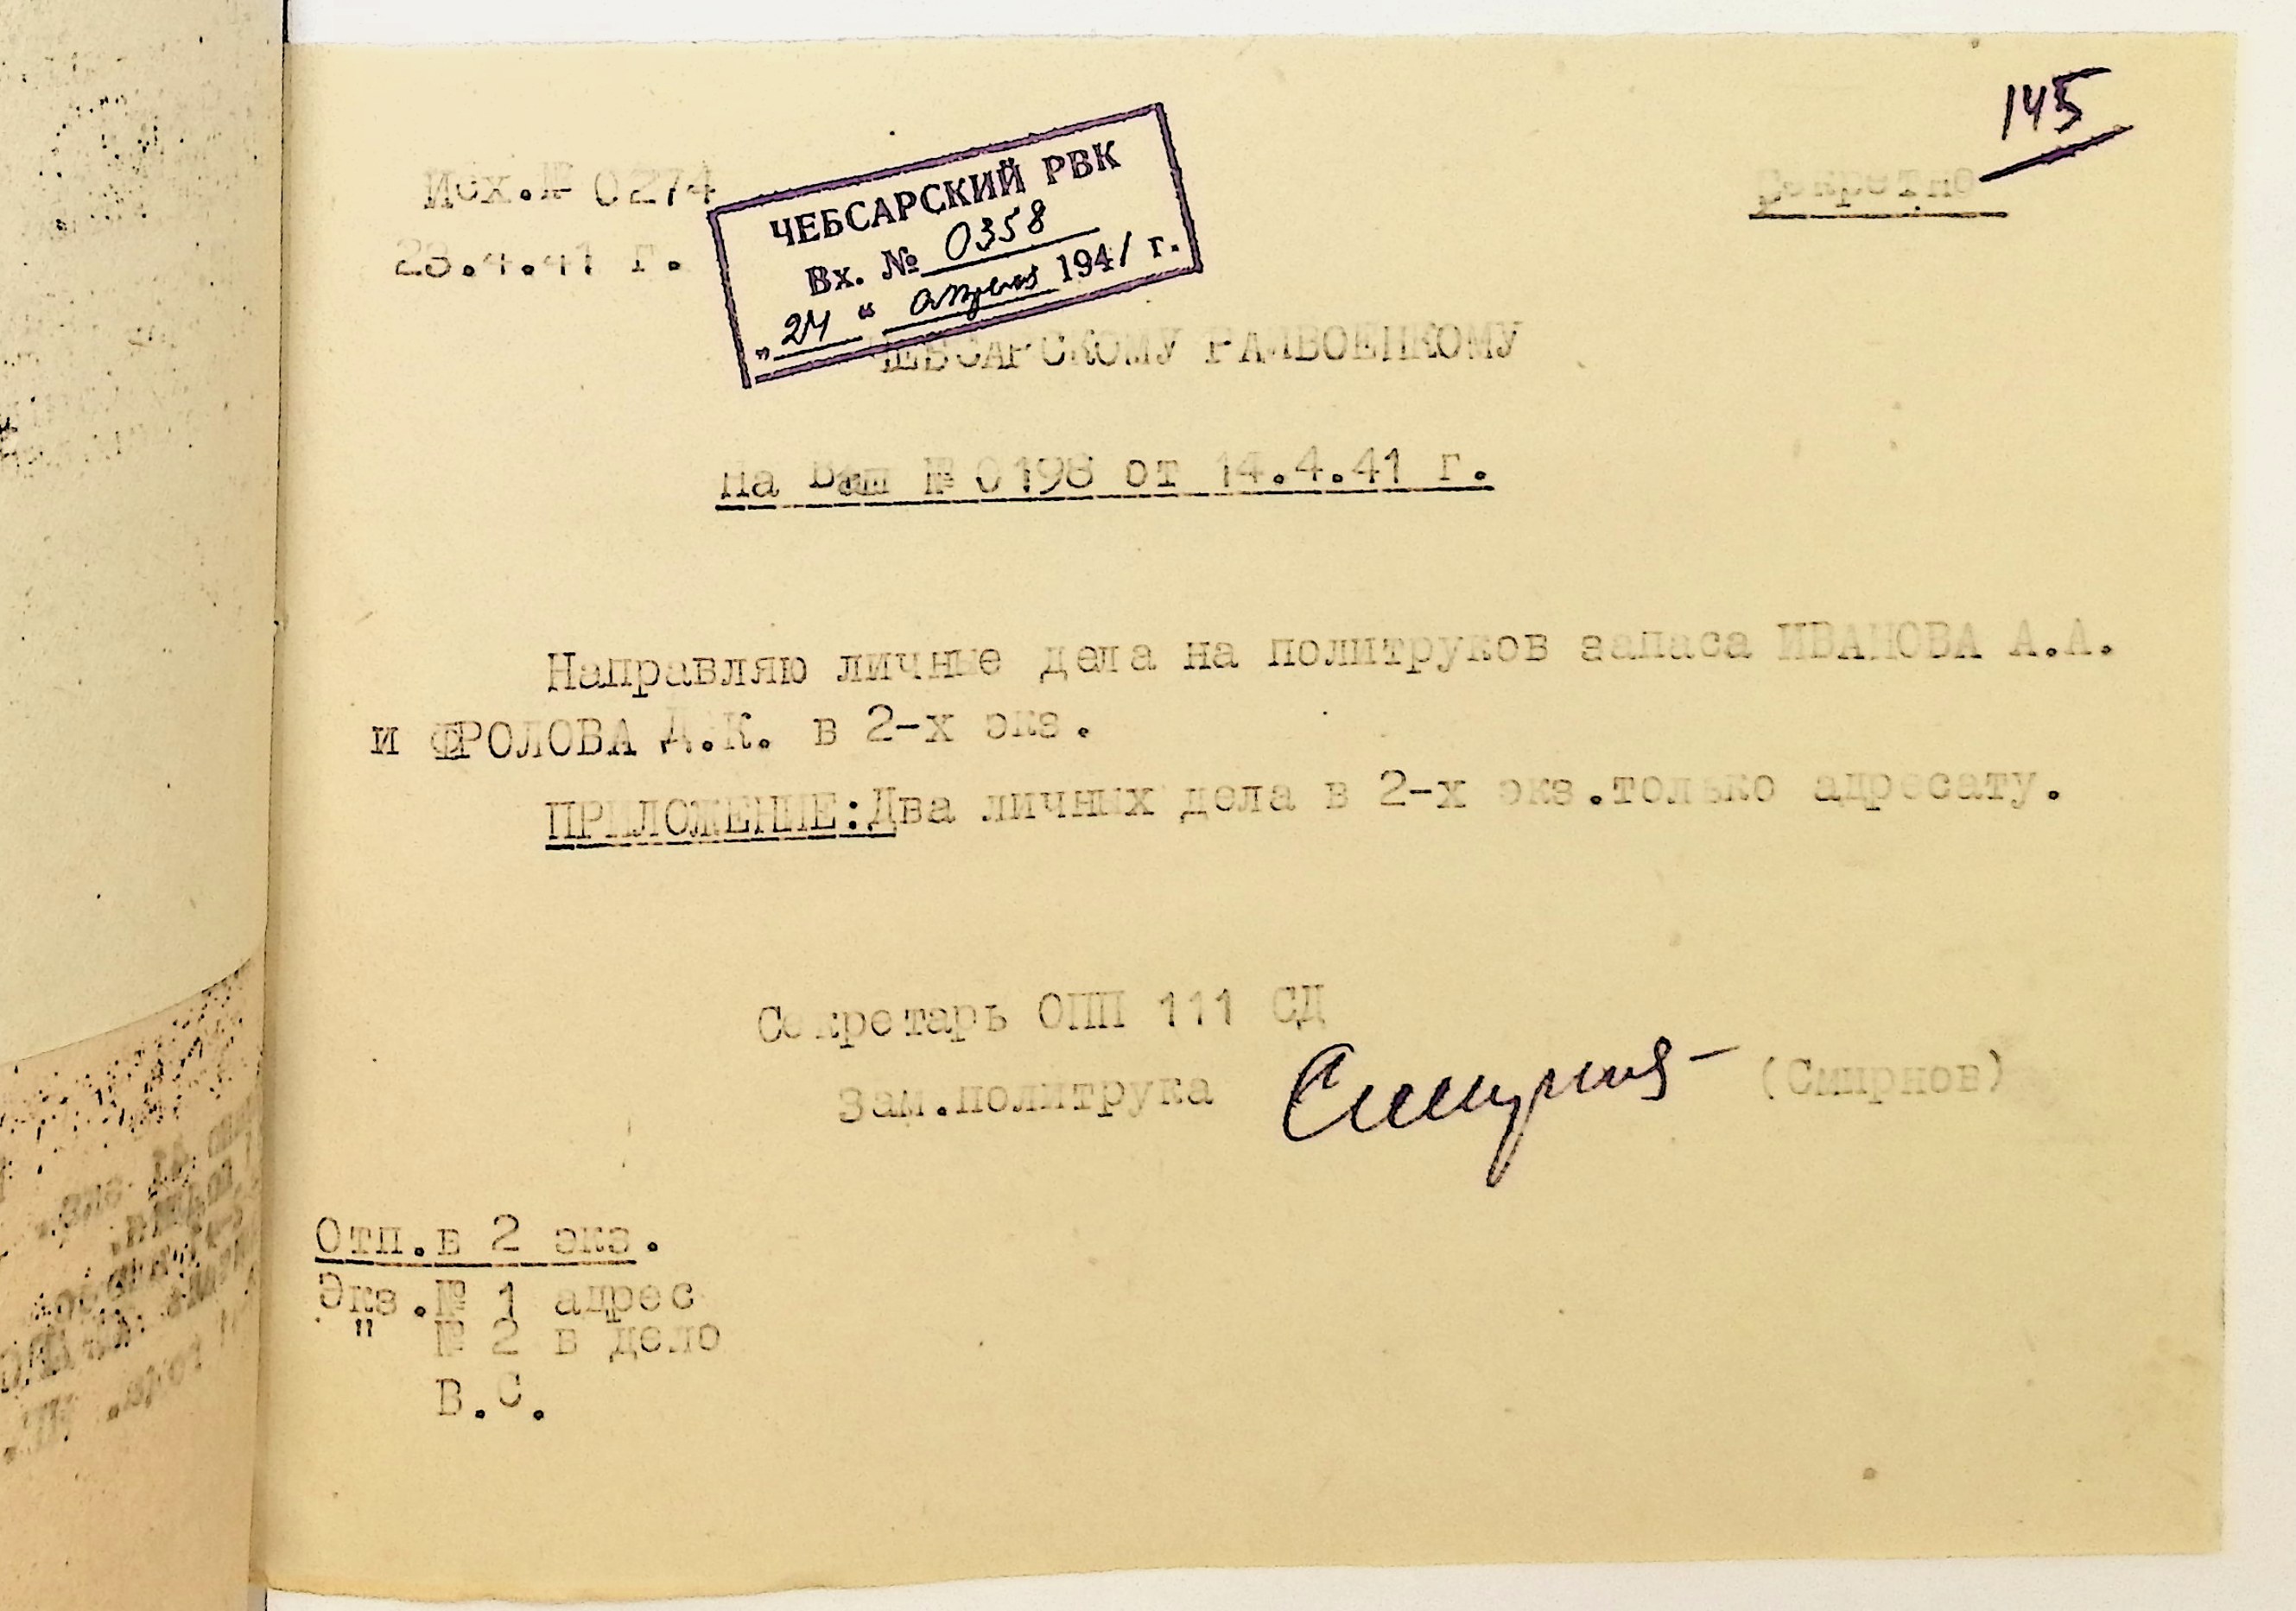 145
Исх.№ 0274
Секретно
23.4.41 г.
ЧЕБСАРСКИЙ РВК
Вх. № 0358
„24“ апреля 1941 г.
ЧЕБСАРСКОМУ РАЙВОЕНКОМУ
На Ваш № 0198 от 14.4.41 г.
Направляю личные дела на политруков запаса ИВАНОВА А.А.
и ФРОЛОВА Д.К. в 2-х экз.
ПРИЛОЖЕНИЕ:Два личных дела в 2-х экз.только адресату.
Секретарь ОПП 111 СД
Зам.политрука Смирнов (Смирнов)
Отп.в 2 экз.
Экз.№ 1 адрес
" № 2 в дело
В.С.